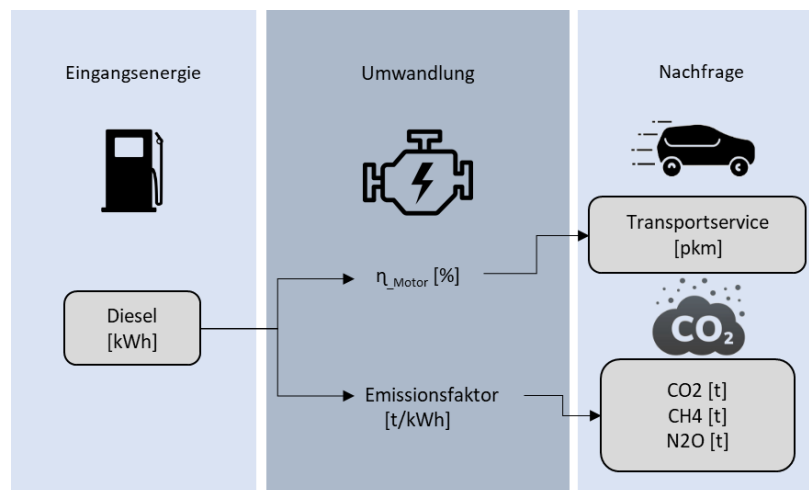 Eingangsenergie
Umwandlung
Nachfrage
Transportservice
[pkm]
η_Motor [%]
Diesel
[kWh]
CO2
Emissionsfaktor
[t/kWh]
CO2 [t]
CH4 [t]
N2O [t]